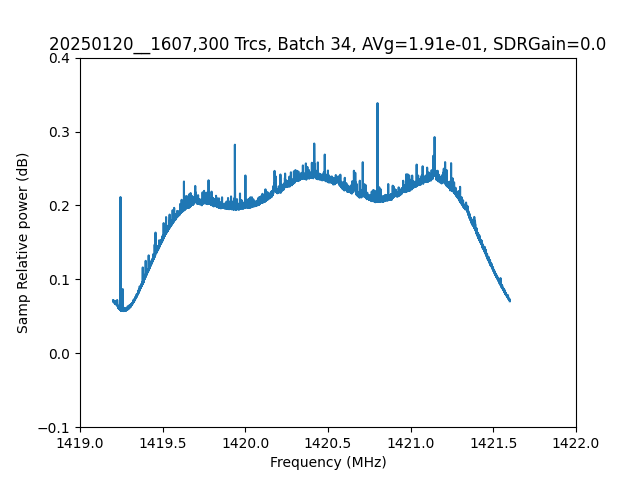 20250120__1607,300 Trcs, Batch 34, AVg=1.91e-01, SDRGain=0.0
0.4
0.3
0.2
0.1
0.0
−0.1
Samp Relative power (dB)
1419.0 1419.5 1420.0 1420.5 1421.0 1421.5 1422.0
Frequency (MHz)